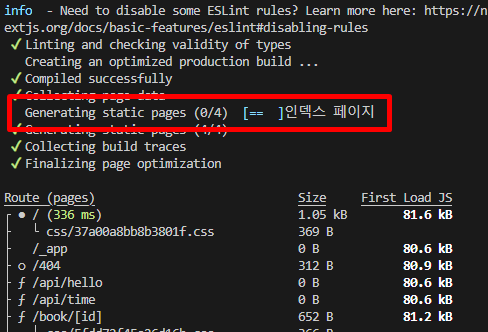 info  - Need to disable some ESLint rules? Learn more here: https://n
extjs.org/docs/basic-features/eslint#disabling-rules
✓ Linting and checking validity of types
Creating an optimized production build ...
✓ Compiled successfully
✓ Collecting page data
Generating static pages (0/4)  [==  ]인덱스 페이지
✓ Generating static pages (4/4)
✓ Collecting build traces
✓ Finalizing page optimization
Route (pages) Size First Load JS
┌ ● / (336 ms) 1.05 kB 81.6 kB
├ └ css/37a00a8bb8b3801f.css 369 B
├ /_app 0 B 80.6 kB
├ ○ /404 312 B 80.9 kB
├ ƒ /api/hello 0 B 80.6 kB
├ ƒ /api/time 0 B 80.6 kB
├ ƒ /book/[id] 652 B 81.2 kB